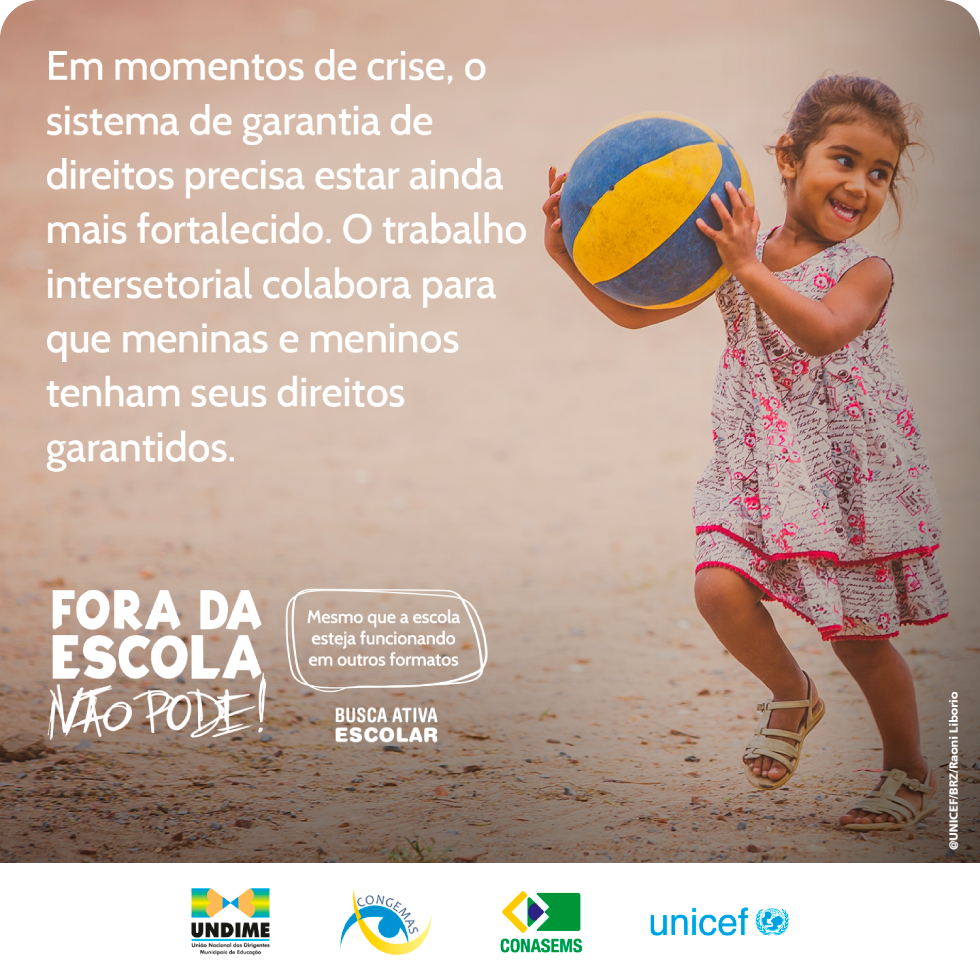 Em momentos de crise, o
sistema de garantia de
direitos precisa estar ainda
mais fortalecido. O trabalho
intersetorial colabora para
que meninas e meninos
tenham seus direitos
garantidos.
FORA DA
ESCOLA
NÃO PODE!
Mesmo que a escola
esteja funcionando
em outros formatos
BUSCA ATIVA
ESCOLAR
@UNICEF/BRZ/Raoni Liborio
UNDIME
União Nacional dos Dirigentes
Municipais de Educação
CONGEMAS
CONASEMS
unicef